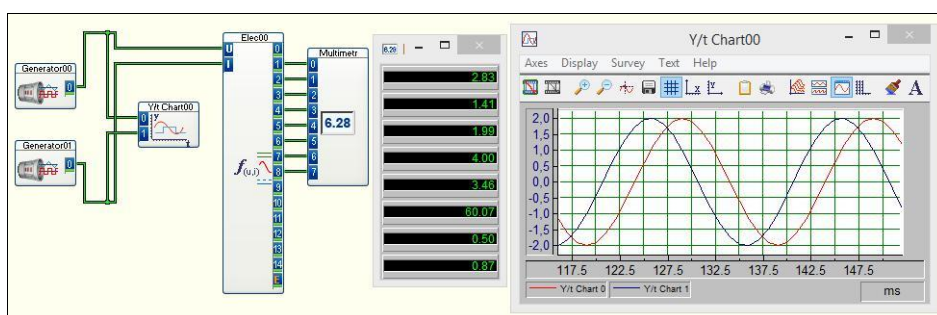 Generator00
0
Generator01
0
Y/t Chart00
0
1
y
t
Elec00
U
I
f(u,i)
0
1
2
3
4
5
6
7
8
9
10
11
12
13
14
E
Multimetr
0
1
2
3
4
5
6
7
6.28
6.28
2.83
1.41
1.99
4.00
3.46
60.07
0.50
0.87
Y/t Chart00
Axes Display Survey Text Help
A
2,0
1,5
1,0
0,5
0,0
-0,5
-1,0
-1,5
-2,0
117.5 122.5 127.5 132.5 137.5 142.5 147.5
Y/t Chart 0 Y/t Chart 1 ms